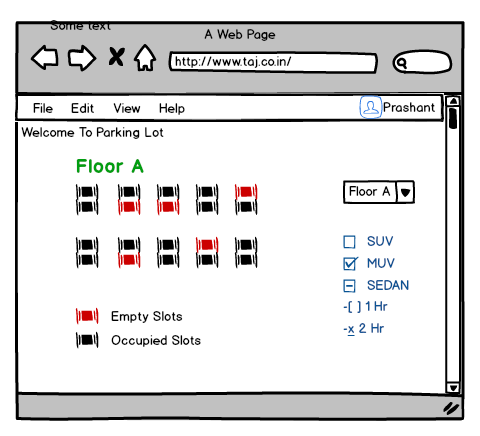 Some text
A Web Page
http://www.taj.co.in/
File Edit View Help
Prashant
Welcome To Parking Lot
Floor A
Floor A
SUV
MUV
SEDAN
-[ ] 1 Hr
-x 2 Hr
Empty Slots
Occupied Slots